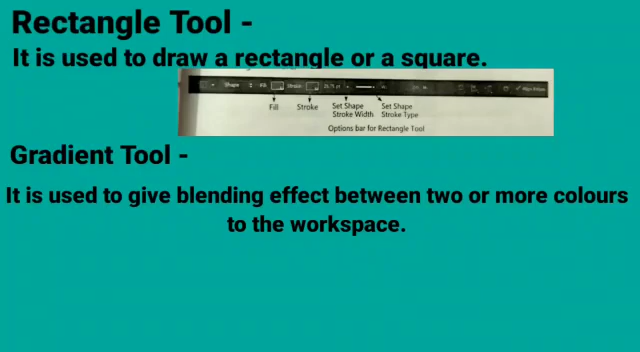 Rectangle Tool -
It is used to draw a rectangle or a square.
Shape Fill Stroke
Fill Stroke Set Shape Set Shape
Stroke Width Stroke Type
Options bar for Rectangle Tool
Gradient Tool -
It is used to give blending effect between two or more colours
to the workspace.